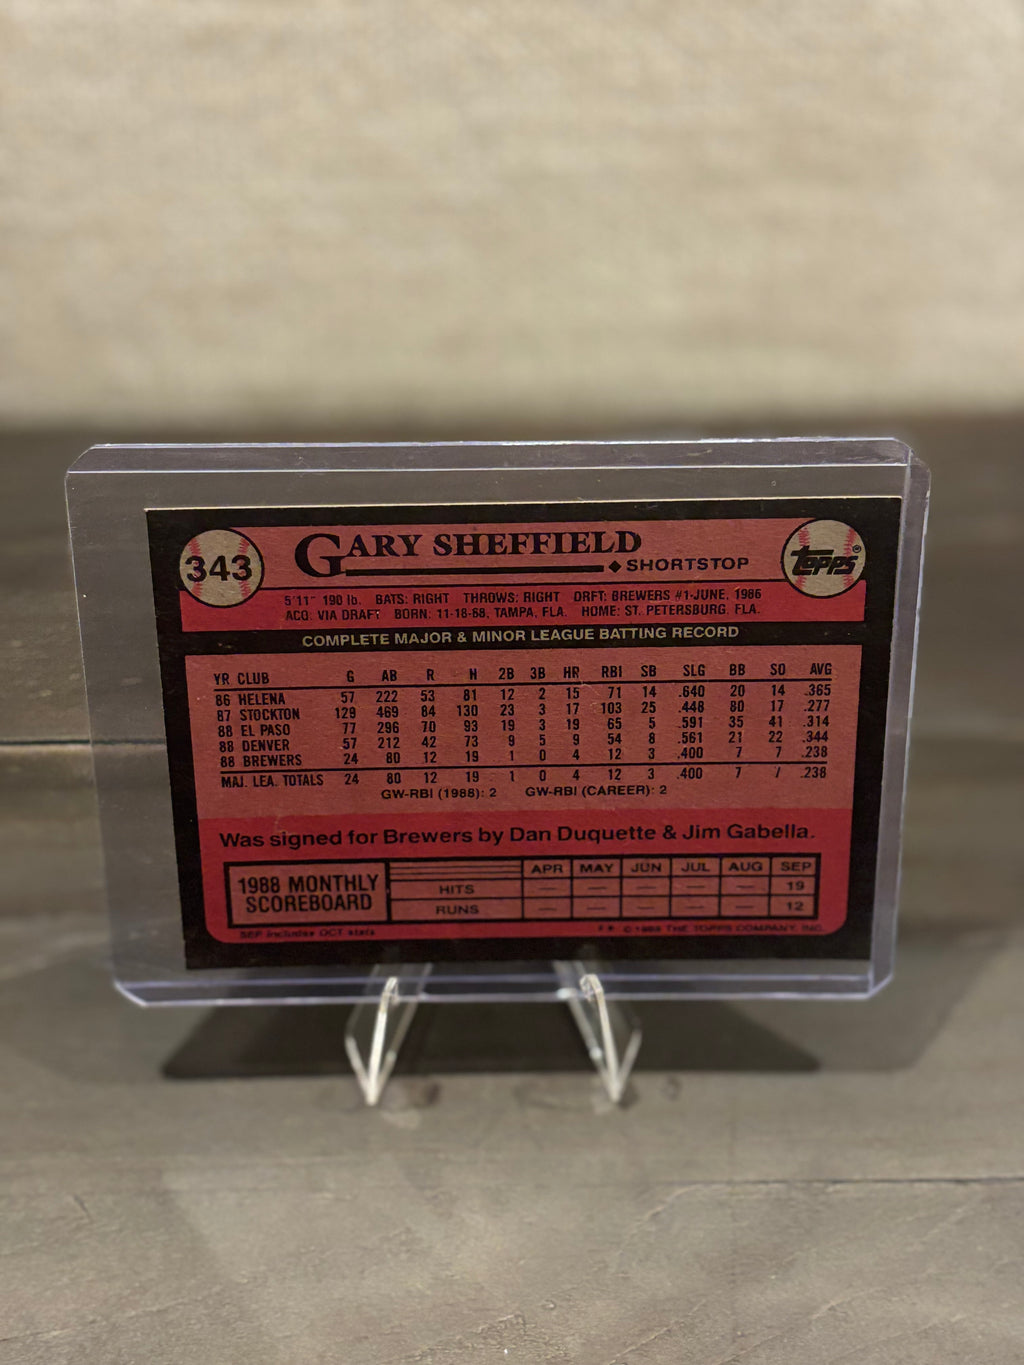 343 GARY SHEFFIELD SHORTSTOP TOPPS®
5'11" 190 lb. BATS: RIGHT THROWS: RIGHT DRFT: BREWERS #1-JUNE, 1986
ACQ: VIA DRAFT BORN: 11-18-68, TAMPA, FLA. HOME: ST. PETERSBURG, FLA.
COMPLETE MAJOR & MINOR LEAGUE BATTING RECORD
YR CLUB G AB R H 2B 3B HR RBI SB SLG BB SO AVG
86 HELENA 57 222 53 81 12 2 15 71 14 .640 20 14 .365
87 STOCKTON 129 469 84 130 23 3 17 103 25 .448 80 17 .277
88 EL PASO 77 296 70 93 19 3 19 65 5 .591 35 41 .314
88 DENVER 57 212 42 73 9 5 9 54 8 .561 21 22 .344
88 BREWERS 24 80 12 19 1 0 4 12 3 .400 7 7 .238
MAJ. LEA. TOTALS 24 80 12 19 1 0 4 12 3 .400 7 7 .238
GW-RBI (1988): 2 GW-RBI (CAREER): 2
Was signed for Brewers by Dan Duquette & Jim Gabella.
1988 MONTHLY SCOREBOARD
APR MAY JUN JUL AUG SEP
HITS — — — — — 19
RUNS — — — — — 12
SEP includes OCT stats © 1989 THE TOPPS COMPANY, INC.